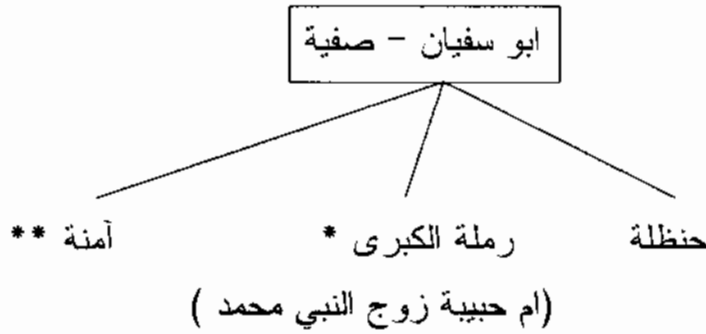 ابو سفيان - صفية
حنظلة    رملة الكبرى *    آمنة **
(ام حبيبة زوج النبي محمد )